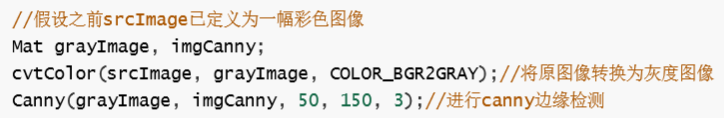 //假设之前srcImage已定义为一幅彩色图像
Mat grayImage, imgCanny;
cvtColor(srcImage, grayImage, COLOR_BGR2GRAY);//将原图像转换为灰度图像
Canny(grayImage, imgCanny, 50, 150, 3);//进行canny边缘检测